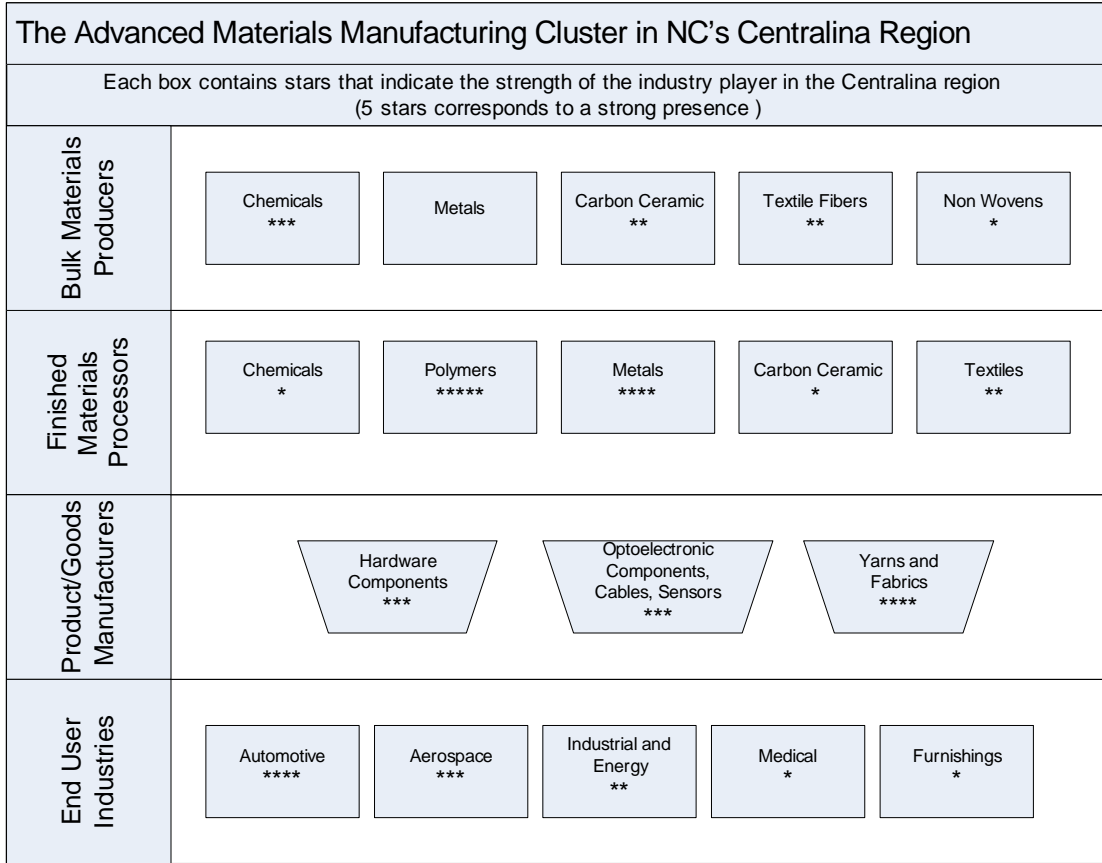 The Advanced Materials Manufacturing Cluster in NC's Centralina Region
Each box contains stars that indicate the strength of the industry player in the Centralina region
(5 stars corresponds to a strong presence )
Bulk Materials
Producers
Chemicals
***
Metals
Carbon Ceramic
**
Textile Fibers
**
Non Wovens
*
Finished
Materials
Processors
Chemicals
*
Polymers
*****
Metals
****
Carbon Ceramic
*
Textiles
**
Product/Goods
Manufacturers
Hardware
Components
***
Optoelectronic
Components,
Cables, Sensors
***
Yarns and
Fabrics
****
End User
Industries
Automotive
****
Aerospace
***
Industrial and
Energy
**
Medical
*
Furnishings
*